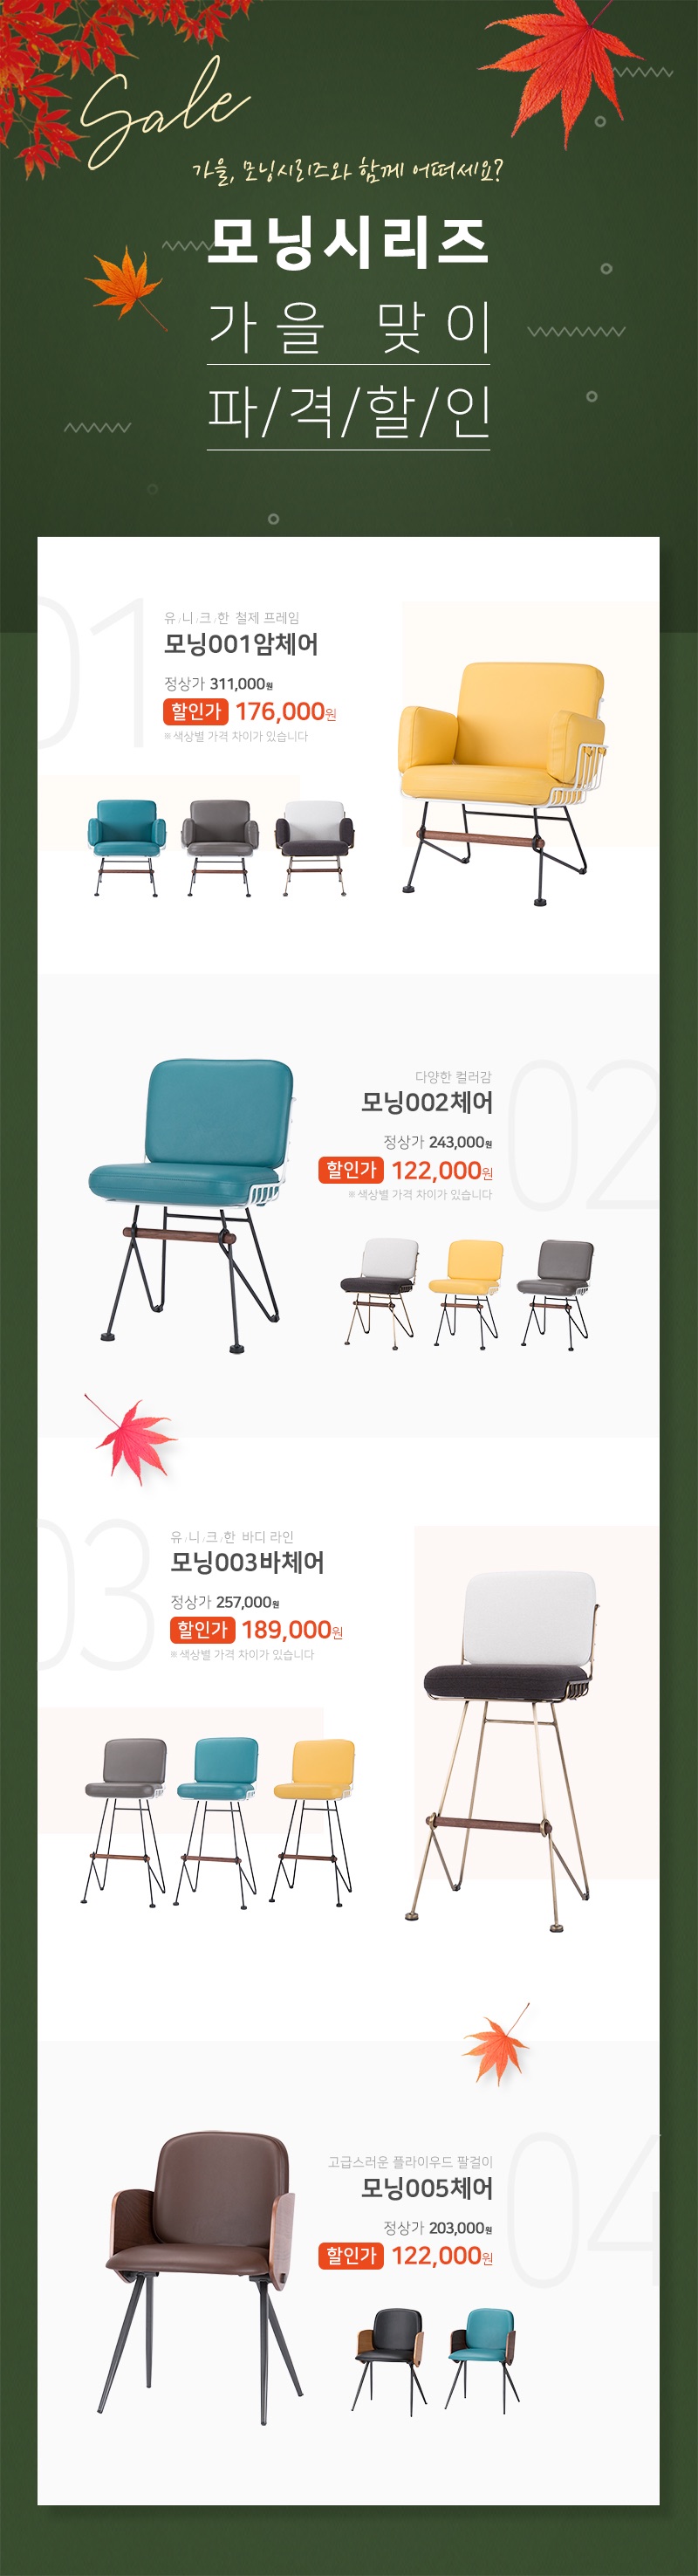 Sale
가을, 모닝시리즈와 함께 어떠세요?
모닝시리즈
가을 맞이
파/격/할/인
01
유/니/크/한 철제 프레임
모닝001암체어
정상가 311,000원
할인가 176,000원
※ 색상별 가격 차이가 있습니다
02
다양한 컬러감
모닝002체어
정상가 243,000원
할인가 122,000원
※ 색상별 가격 차이가 있습니다
03
유/니/크/한 바디 라인
모닝003바체어
정상가 257,000원
할인가 189,000원
※ 색상별 가격 차이가 있습니다
04
고급스러운 플라이우드 팔걸이
모닝005체어
정상가 203,000원
할인가 122,000원